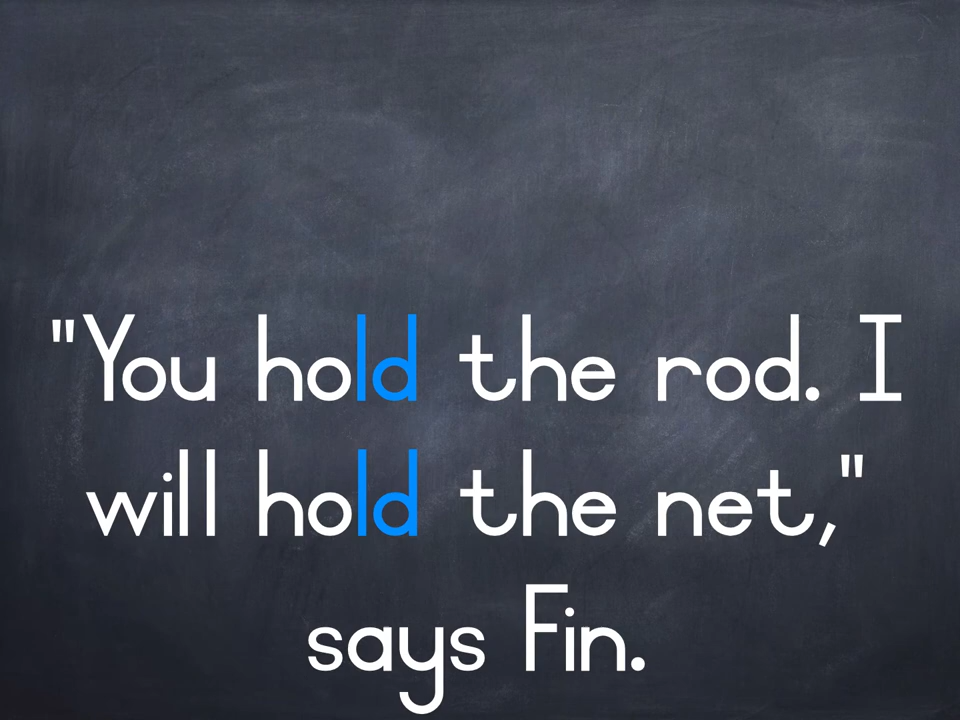 "You hold the rod. I
will hold the net,"
says Fin.